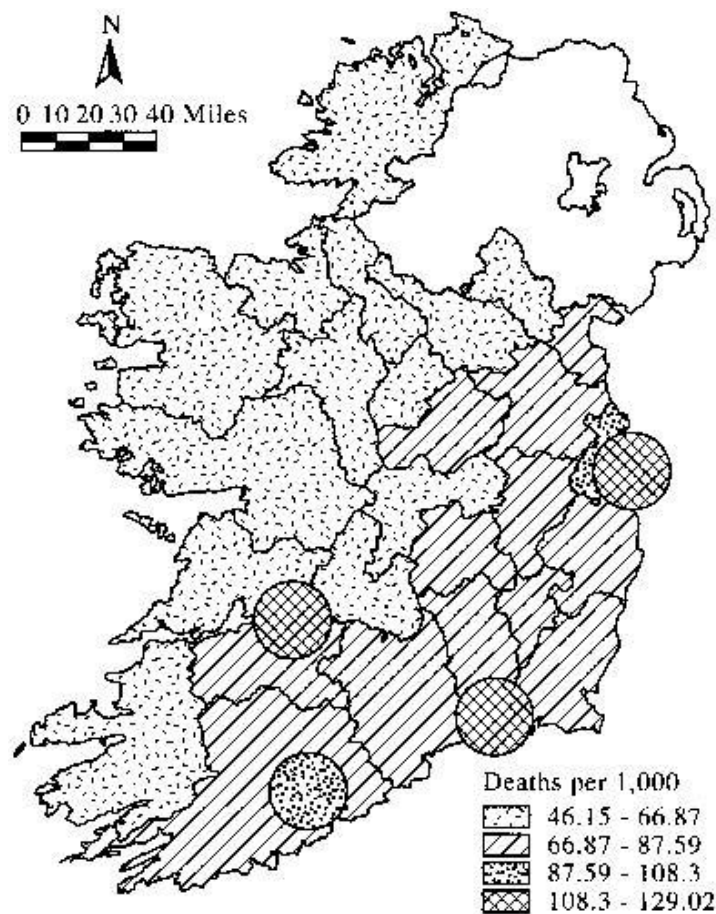 N
0 10 20 30 40 Miles
Deaths per 1,000
46.15 - 66.87
66.87 - 87.59
87.59 - 108.3
108.3 - 129.02